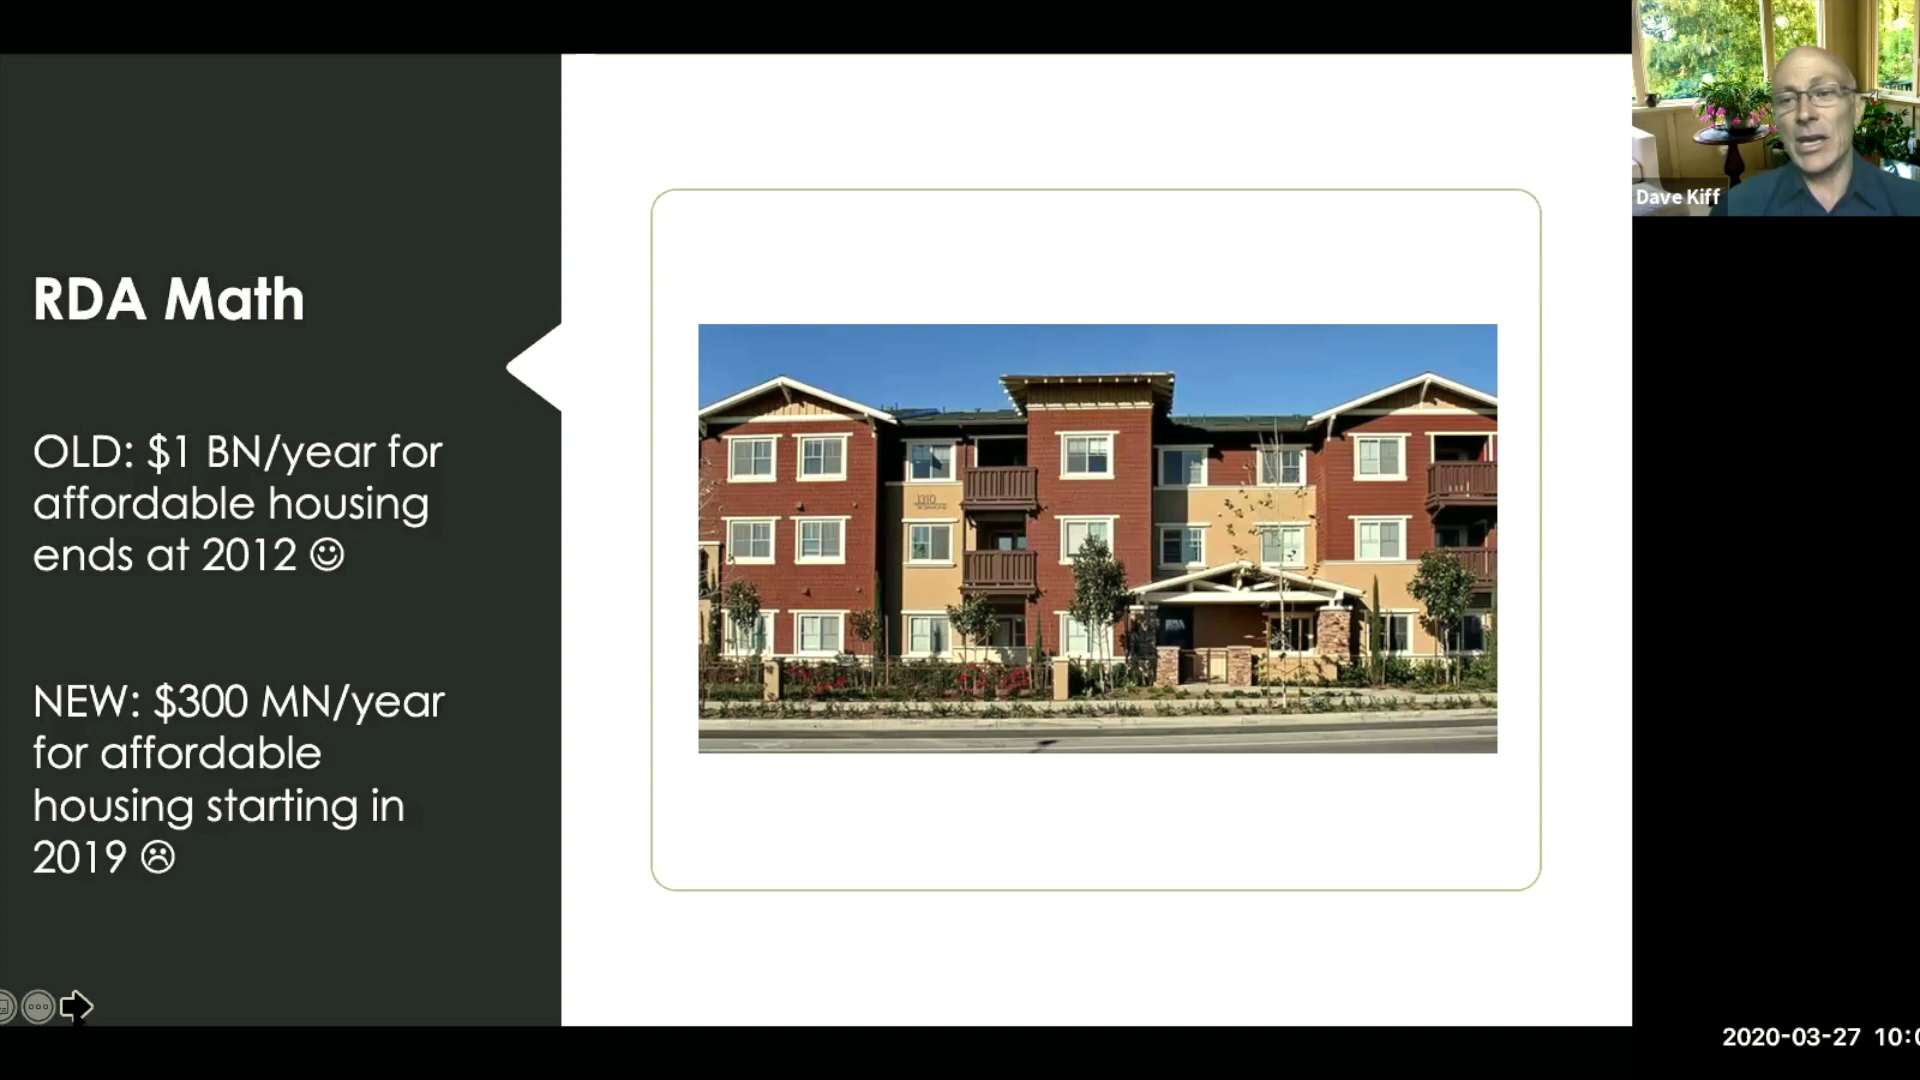 RDA Math
OLD: $1 BN/year for
affordable housing
ends at 2012 ☺
NEW: $300 MN/year
for affordable
housing starting in
2019 ☹
1310
Dave Kiff
2020-03-27 10:0